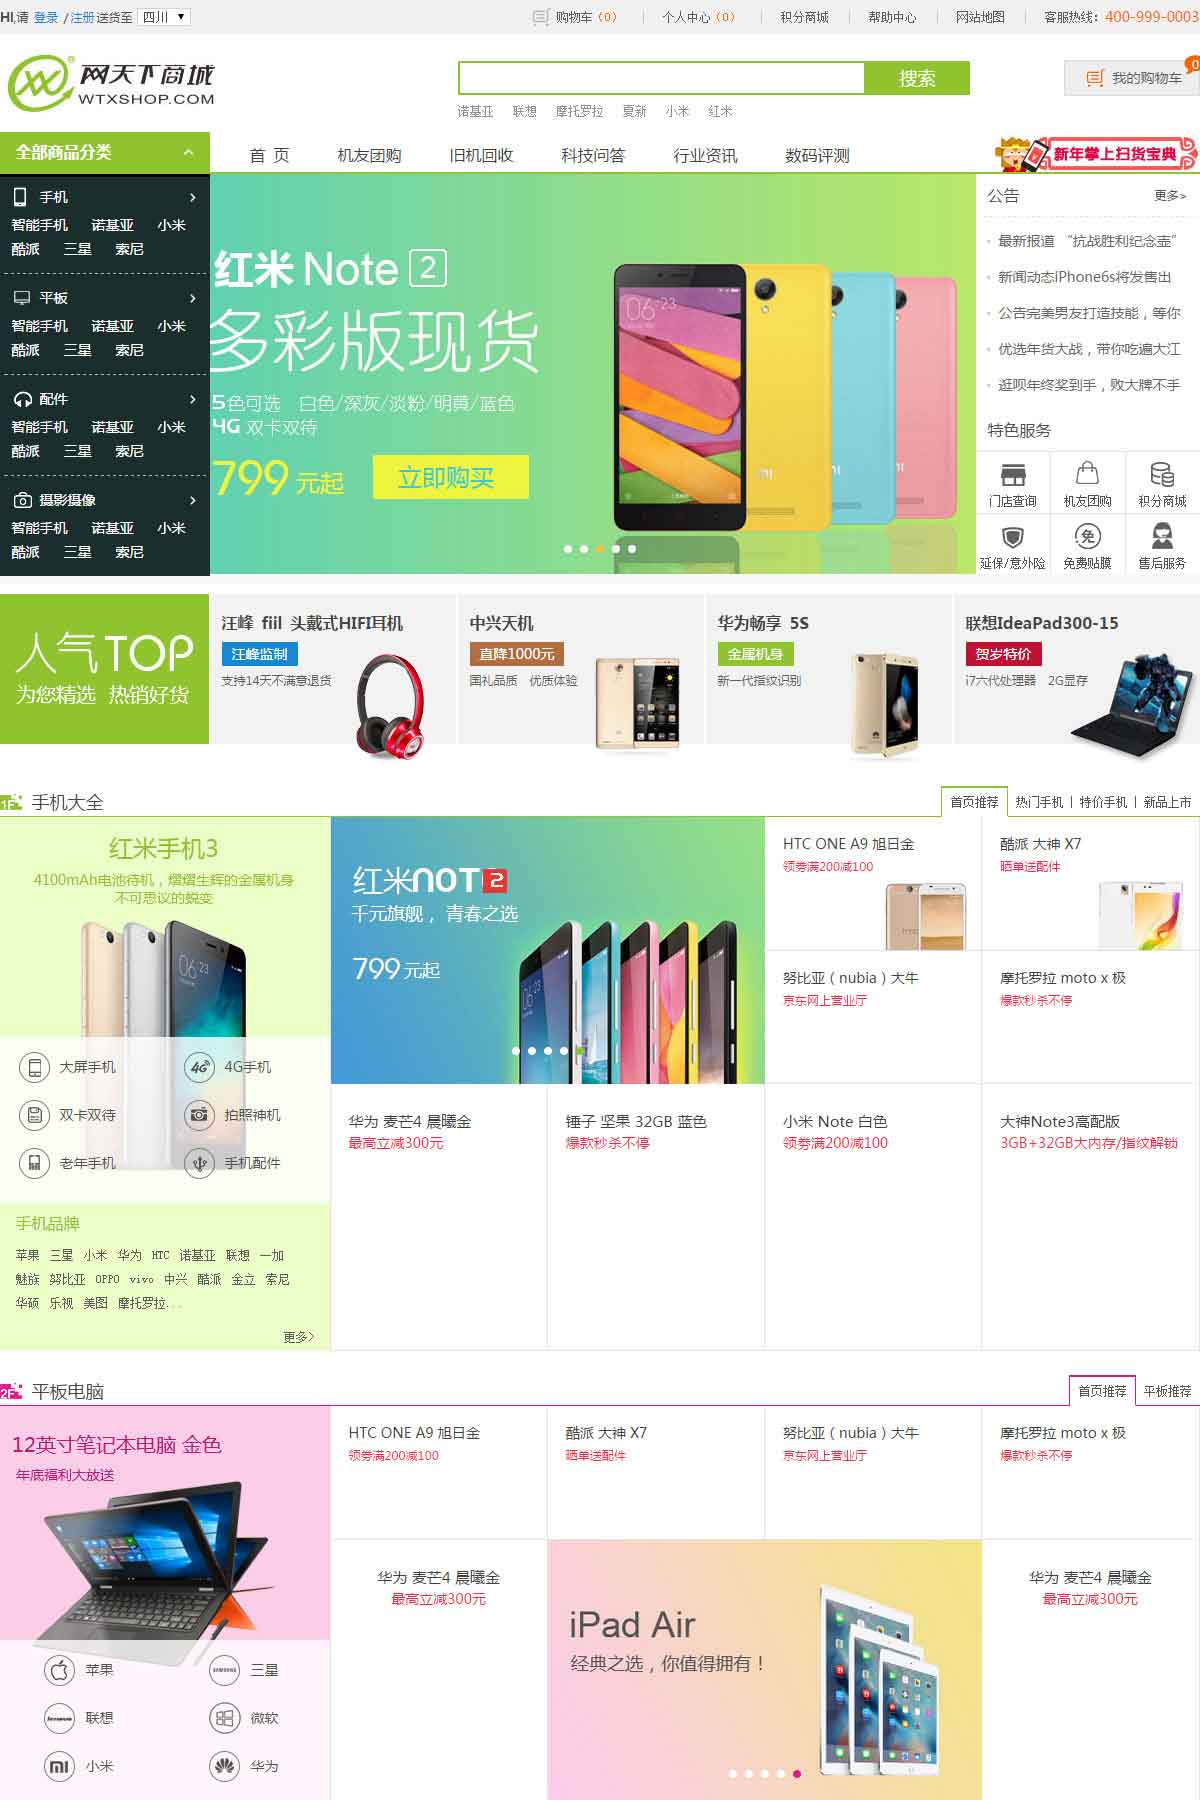 HI,请 登录 / 注册 送货至 四川 ▼
购物车 (0) 个人中心 (0) 积分商城 帮助中心 网站地图 客服热线: 400-999-0003
网天下商城
WTXSHOP.COM
搜索
诺基亚 联想 摩托罗拉 夏新 小米 红米
我的购物车 0
全部商品分类
首 页 机友团购 旧机回收 科技问答 行业资讯 数码评测
新年掌上扫货宝典
手机 >
智能手机 诺基亚 小米
酷派 三星 索尼
平板 >
智能手机 诺基亚 小米
酷派 三星 索尼
配件 >
智能手机 诺基亚 小米
酷派 三星 索尼
摄影摄像 >
智能手机 诺基亚 小米
酷派 三星 索尼
红米 Note 2
多彩版现货
5色可选 白色/深灰/淡粉/明黄/蓝色
4G 双卡双待
799 元起 立即购买
06:23
公告 更多>
最新报道 “抗战胜利纪念壶”
新闻动态iPhone6s将发售出
公告完美男友打造技能，等你
优选年货大战，带你吃遍大江
逛呗年终奖到手，败大牌不手
特色服务
门店查询 机友团购 积分商城
免
延保/意外险 免费贴膜 售后服务
人气 TOP
为您精选 热销好货
汪峰 fiil 头戴式HIFI耳机
汪峰监制
支持14天不满意退货
中兴天机
直降1000元
国礼品质 优质体验
华为畅享 5S
金属机身
新一代指纹识别
联想IdeaPad300-15
贺岁特价
i7六代处理器 2G显存
1F 手机大全
首页推荐 热门手机 | 特价手机 | 新品上市
红米手机3
4100mAh电池待机，熠熠生辉的金属机身
不可思议的蜕变
06:23
大屏手机 4G 4G手机
双卡双待 拍照神机
老年手机 手机配件
手机品牌
苹果 三星 小米 华为 HTC 诺基亚 联想 一加
魅族 努比亚 OPPO vivo 中兴 酷派 金立 索尼
华硕 乐视 美图 摩托罗拉...
更多>
红米NOT 2
千元旗舰， 青春之选
799 元起
HTC ONE A9 旭日金
领券满200减100
酷派 大神 X7
晒单送配件
努比亚（nubia）大牛
京东网上营业厅
摩托罗拉 moto x 极
爆款秒杀不停
华为 麦芒4 晨曦金
最高立减300元
锤子 坚果 32GB 蓝色
爆款秒杀不停
小米 Note 白色
领券满200减100
大神Note3高配版
3GB+32GB大内存/指纹解锁
2F 平板电脑
首页推荐 平板推荐
12英寸笔记本电脑 金色
年底福利大放送
苹果 SAMSUNG 三星
lenovo 联想 微软
mi 小米 华为
HTC ONE A9 旭日金
领券满200减100
酷派 大神 X7
晒单送配件
努比亚（nubia）大牛
京东网上营业厅
摩托罗拉 moto x 极
爆款秒杀不停
华为 麦芒4 晨曦金
最高立减300元
iPad Air
经典之选，你值得拥有！
华为 麦芒4 晨曦金
最高立减300元